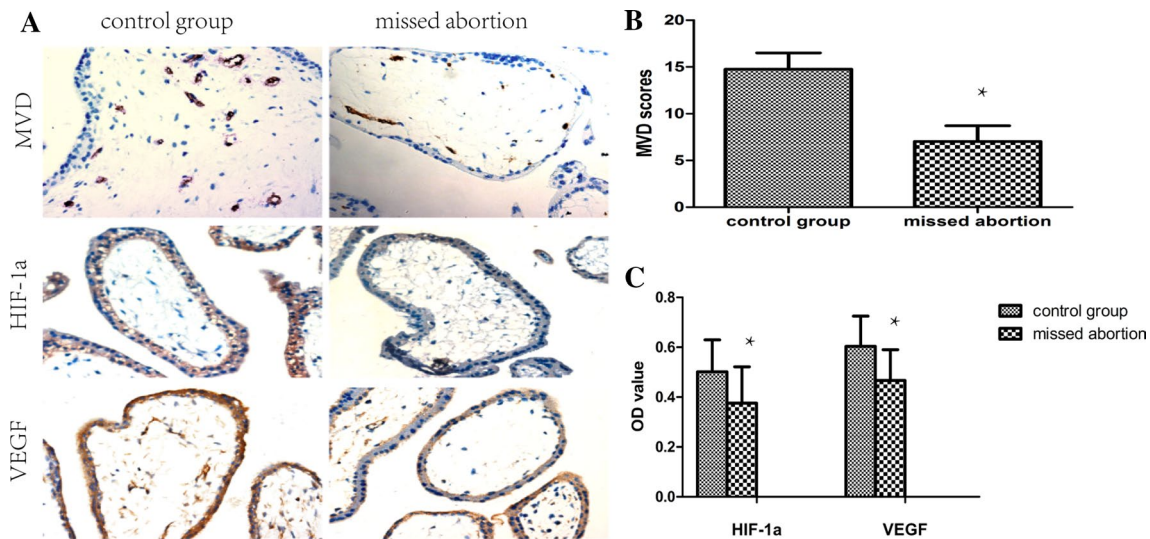 A
control group missed abortion
MVD
HIF-1a
VEGF
B
MVD scores
20
15
10
5
0
*
control group missed abortion
C
OD value
0.8
0.6
0.4
0.2
0.0
*
*
HIF-1a VEGF
control group
missed abortion